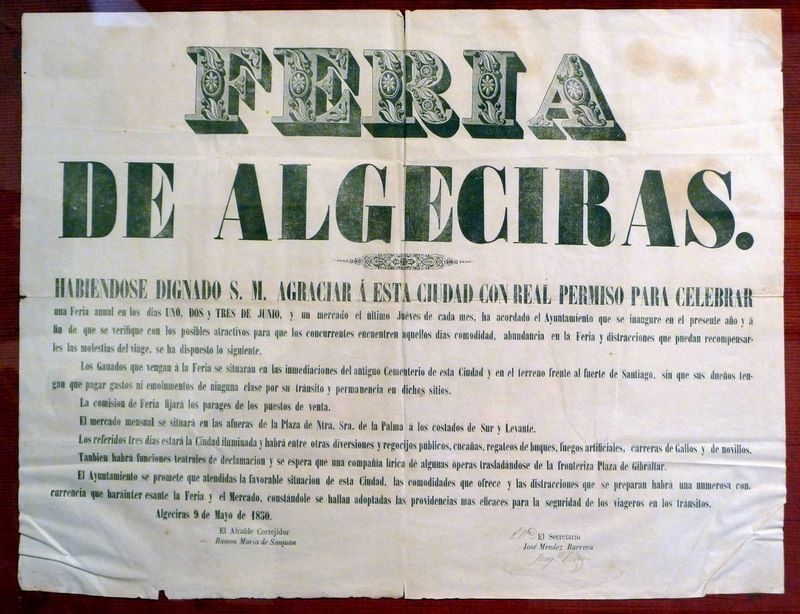 FERIA
DE ALGECIRAS.
HABIENDOSE DIGNADO S. M. AGRACIAR Á ESTA CIUDAD CON REAL PERMISO PARA CELEBRAR
una Feria anual en los dias UNO, DOS y TRES DE JUNIO, y un mercado el último Jueves de cada mes, ha acordado el Ayuntamiento que se inaugure en el presente año y á
fin de que se verifique con los posibles atractivos para que los concurrentes encuentren aquellos dias comodidad, abundancia en la Feria y distracciones que puedan recompensar-
les las molestias del viage, se ha dispuesto lo siguiente.
Los Ganados que vengan á la Feria se situarán en las inmediaciones del antiguo Cementerio de esta Ciudad y en el terreno frente al fuerte de Santiago, sin que sus dueños ten-
gan que pagar gastos ni emolumentos de ninguna clase por su tránsito y permanencia en dichos sitios.
La comision de Feria fijará los parages de los puestos de venta.
El mercado mensual se situará en las afueras de la Plaza de Ntra. Sra. de la Palma á los costados de Sur y Levante.
Los referidos tres dias estará la Ciudad iluminada y habrá entre otras diversiones y regocijos públicos, cucañas, regateos de buques, fuegos artificiales, carreras de Gallos y de novillos.
Tanbien habrá funciones teatrales de declamacion y se espera que una compañia lirica de algunas óperas trasladándose de la fronteriza Plaza de Gibraltar.
El Ayuntamiento se promete que atendidas la favorable situacion de esta Ciudad, las comodidades que ofrece y las distracciones que se preparan habrá una numerosa con-
currencia que harainter esante la Feria y el Mercado, constándole se hallan adoptadas las providencias mas eficaces para la seguridad de los viageros en los tránsitos.
Algeciras 9 de Mayo de 1850.
El Alcalde Corregidor
Ramon Maria de Sanjuan
El Secretario
José Mendez Barrera